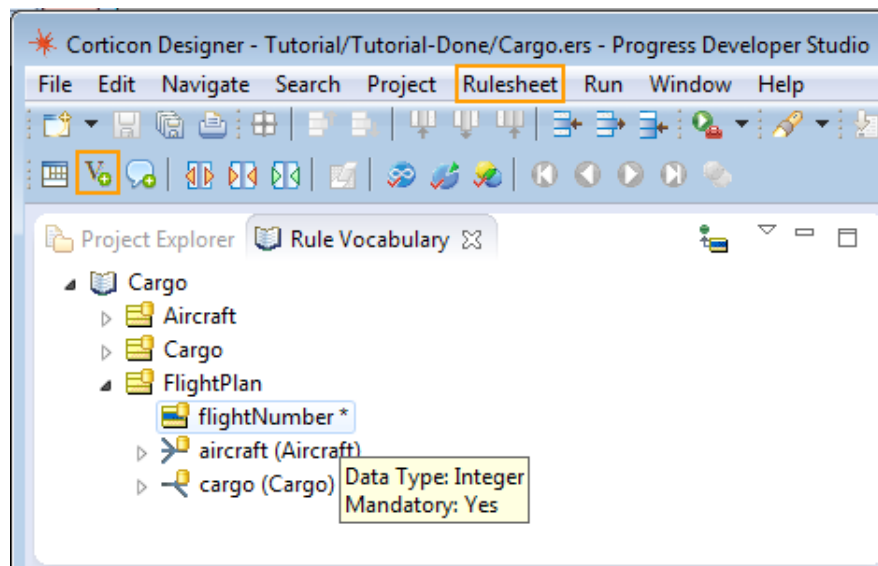 Corticon Designer - Tutorial/Tutorial-Done/Cargo.ers - Progress Developer Studio
File Edit Navigate Search Project Rulesheet Run Window Help
V
Project Explorer Rule Vocabulary
Cargo
Aircraft
Cargo
FlightPlan
flightNumber *
aircraft (Aircraft)
cargo (Cargo)
Data Type: Integer
Mandatory: Yes